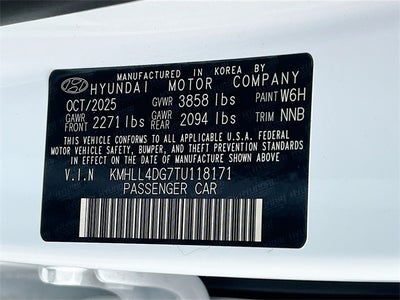 MANUFACTURED IN KOREA BY
HYUNDAI MOTOR COMPANY
OCT/2025 GVWR 3858 lbs PAINT W6H
GAWR FRONT 2271 lbs GAWR REAR 2094 lbs TRIM NNB
THIS VEHICLE CONFORMS TO ALL APPLICABLE U.S.A. FEDERAL
MOTOR VEHICLE SAFETY, BUMPER, AND THEFT PREVENTION
STANDARDS IN EFFECT ON THE DATE OF MANUFACTURE SHOWN ABOVE.
V.I.N KMHLL4DG7TU118171
PASSENGER CAR